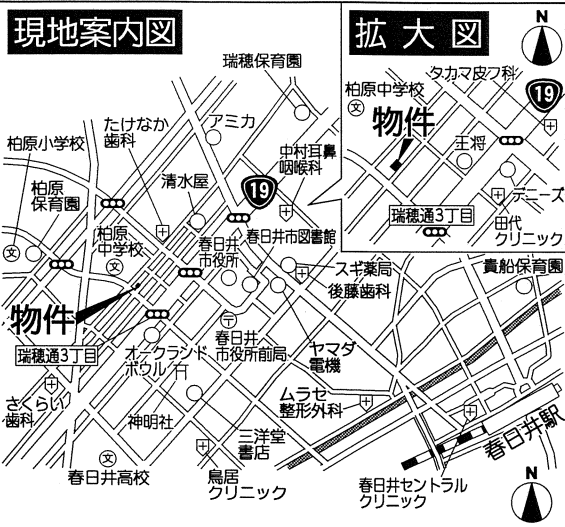 現地案内図
拡大図
N
瑞穂保育園
タカマ皮フ科
柏原中学校
19
アミカ
物件
たけなか
歯科
柏原小学校
中村耳鼻
咽喉科
王将
清水屋
19
柏原
保育園
デニーズ
瑞穂通3丁目
田代
クリニック
柏原
中学校
春日井
市役所
春日井市図書館
スギ薬局
後藤歯科
貴船保育園
物件
瑞穂通3丁目
オークランド
ボウル
春日井
市役所前局
ヤマダ
電機
さくらい
歯科
神明社
ムラセ
整形外科
三洋堂
書店
春日井駅
春日井高校
鳥居
クリニック
春日井セントラル
クリニック
N